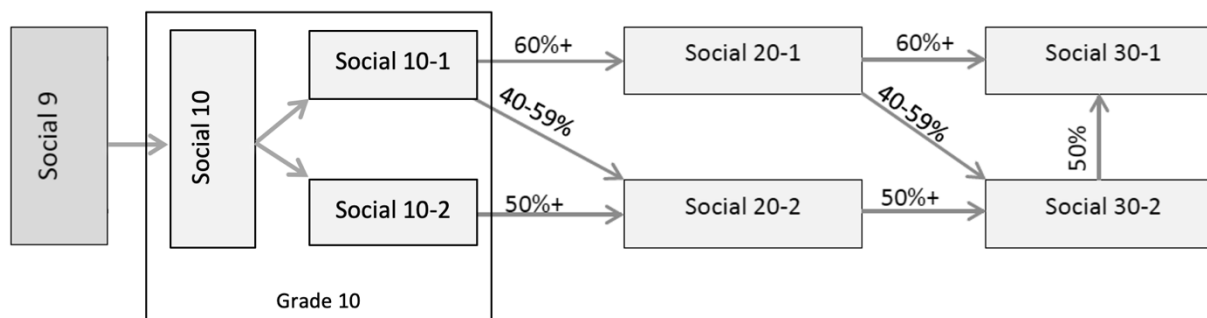 Social 9
Social 10
Social 10-1
60%+
Social 20-1
60%+
Social 30-1
40-59%
40-59%
50%
Social 10-2
50%+
Social 20-2
50%+
Social 30-2
Grade 10